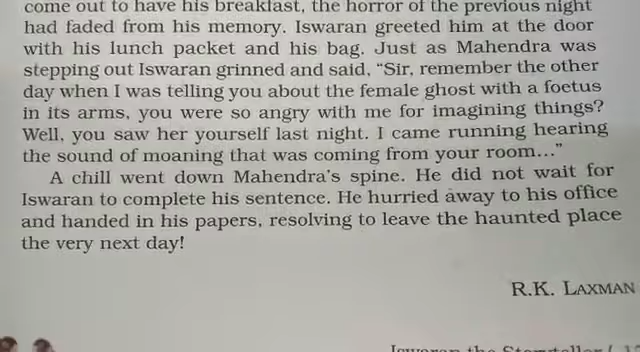 come out to have his breakfast, the horror of the previous night
had faded from his memory. Iswaran greeted him at the door
with his lunch packet and his bag. Just as Mahendra was
stepping out Iswaran grinned and said, “Sir, remember the other
day when I was telling you about the female ghost with a foetus
in its arms, you were so angry with me for imagining things?
Well, you saw her yourself last night. I came running hearing
the sound of moaning that was coming from your room...”
A chill went down Mahendra's spine. He did not wait for
Iswaran to complete his sentence. He hurried away to his office
and handed in his papers, resolving to leave the haunted place
the very next day!
R.K. LAXMAN
Iswaran the Storyteller /